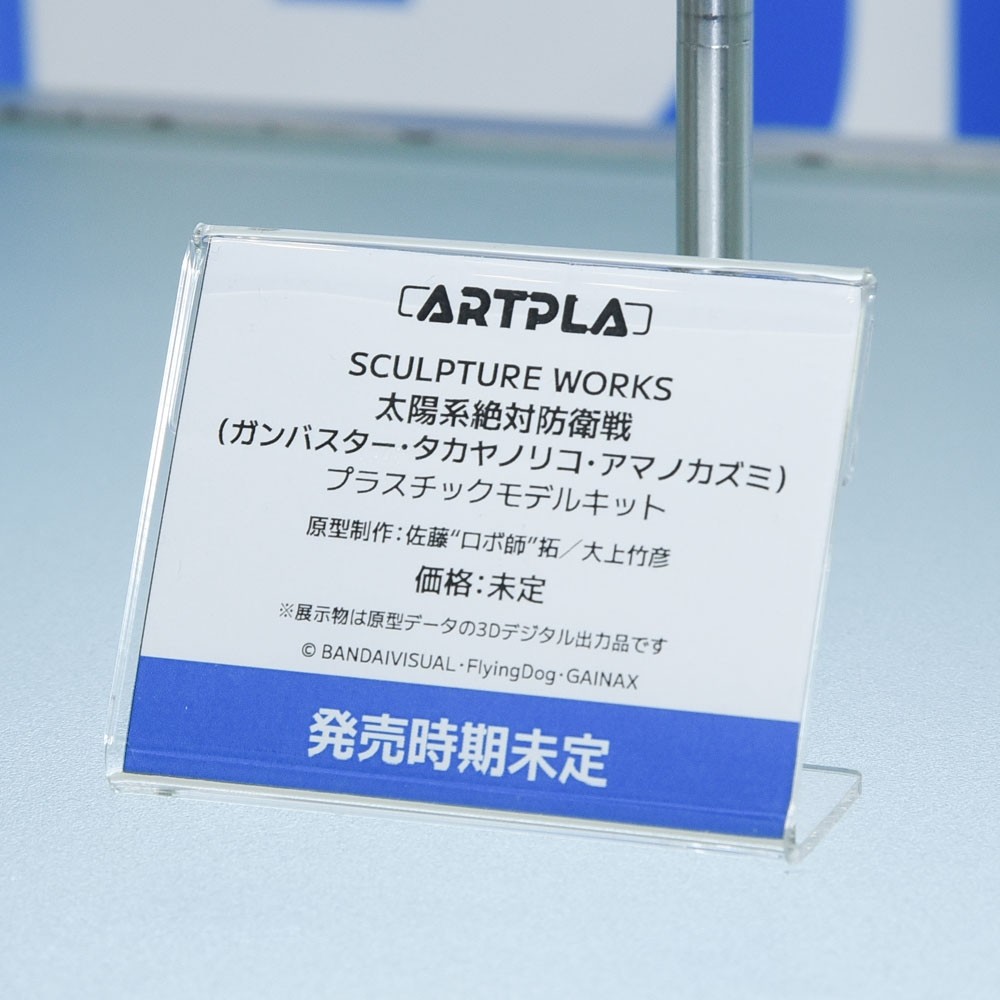 ARTPLA
SCULPTURE WORKS
太陽系絶対防衛戦
(ガンバスター・タカヤノリコ・アマノカズミ)
プラスチックモデルキット
原型制作：佐藤“ロボ師”拓／大上竹彦
価格：未定
※展示物は原型データの3Dデジタル出力品です
© BANDAIVISUAL・FlyingDog・GAINAX
発売時期未定